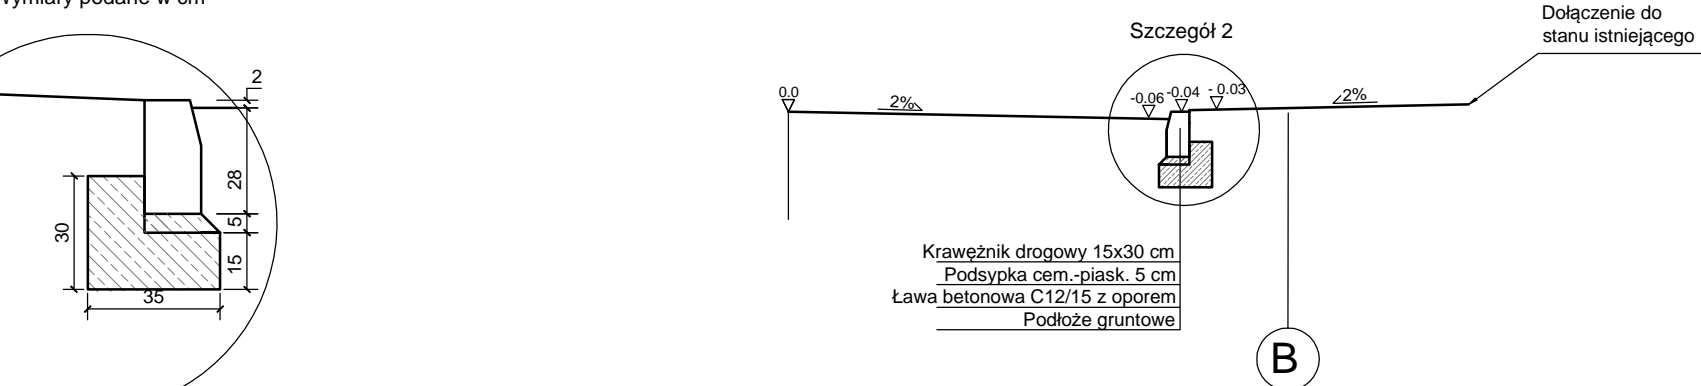 Wymiary podane w cm
2
28
5
15
30
35
Szczegół 2
Dołączenie do
stanu istniejącego
0.0
2%
-0.06
-0.04
- 0.03
2%
Krawężnik drogowy 15x30 cm
Podsypka cem.-piask. 5 cm
Ława betonowa C12/15 z oporem
Podłoże gruntowe
B